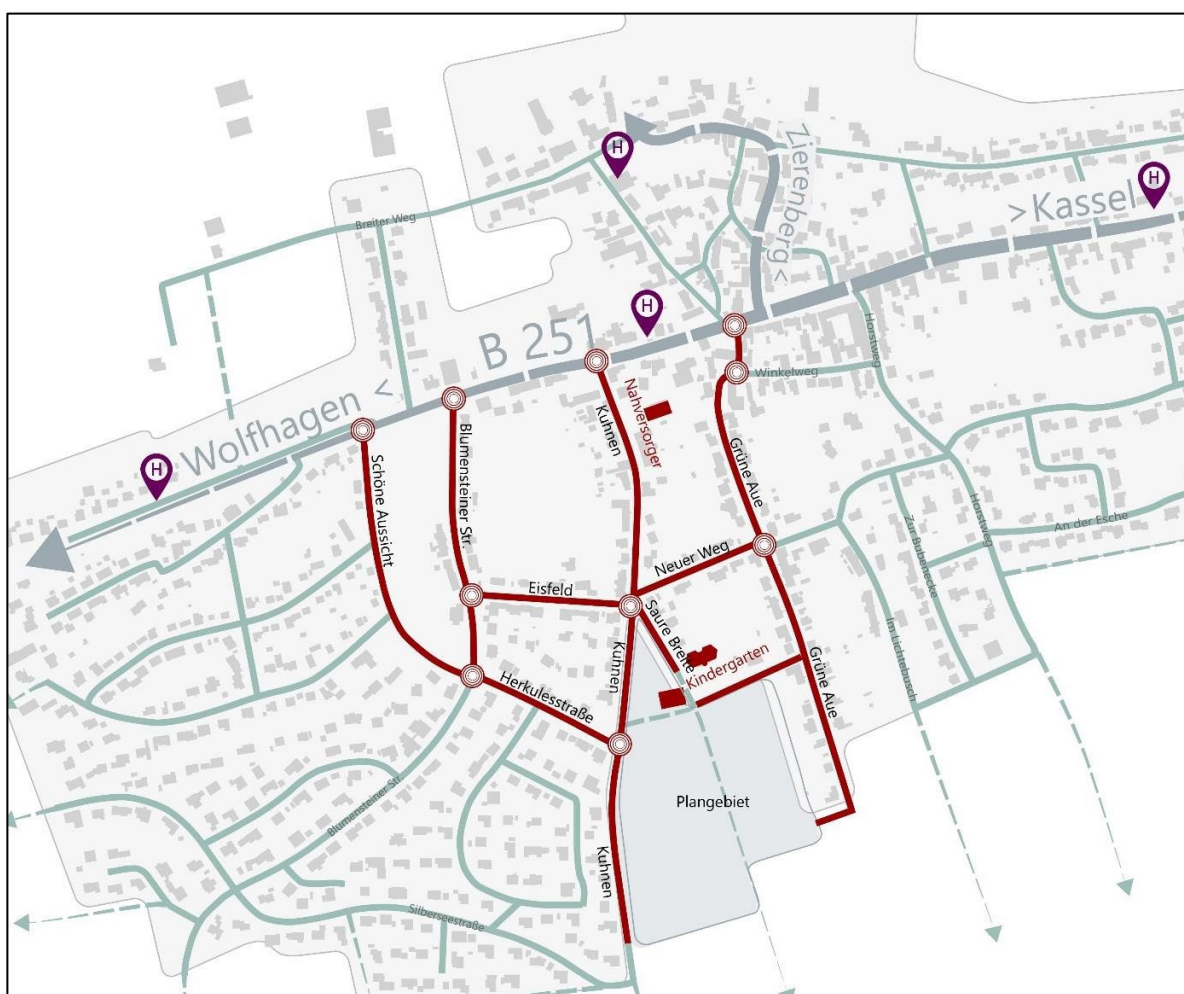 H
Zierenberg <
H
> Kassel
Breiter Weg
H
B 251
Horstweg
Winkelweg
Wolfhagen <
H
Nahversorger
Kuhnen
Blumensteiner Str.
Schöne Aussicht
Grüne Aue
Horstweg
An der Esche
Zur Bubenecke
Neuer Weg
Eisfeld
Saure Breite
Im Lichtebusch
Kuhnen
Kindergarten
Grüne Aue
Herkulesstraße
Blumensteiner Str.
Plangebiet
Kuhnen
Silberseestraße